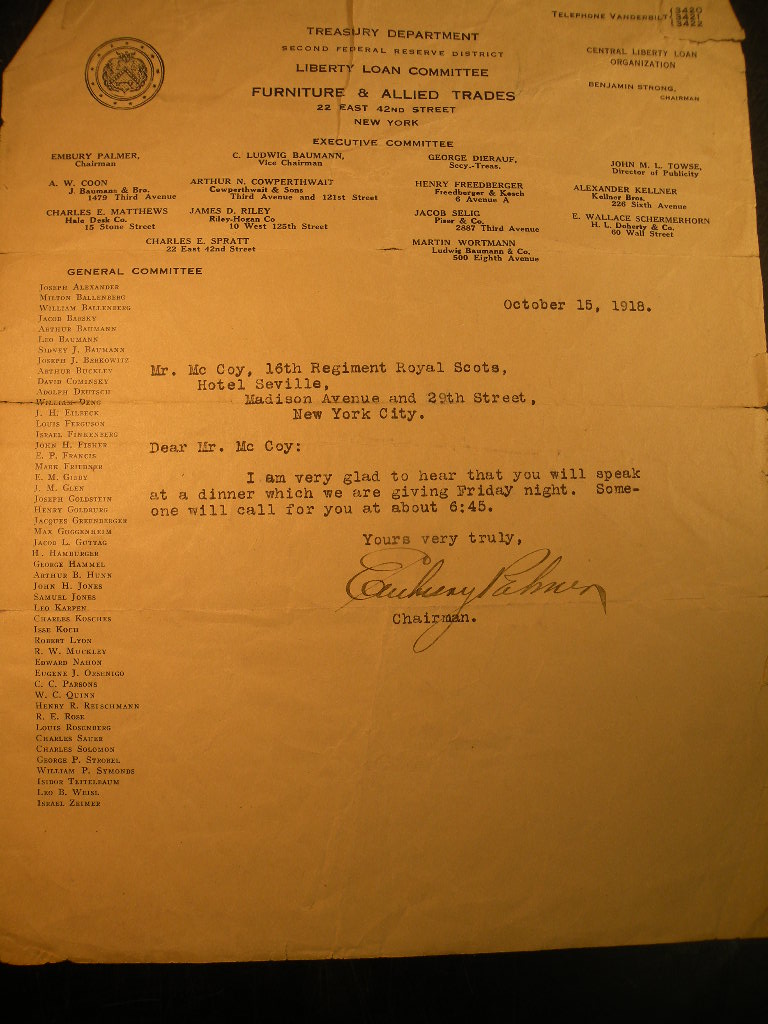 TELEPHONE VANDERBILT 3420
3421
3422
TREASURY DEPARTMENT
SECOND FEDERAL RESERVE DISTRICT
LIBERTY LOAN COMMITTEE
FURNITURE & ALLIED TRADES
22 EAST 42ND STREET
NEW YORK
CENTRAL LIBERTY LOAN
ORGANIZATION
BENJAMIN STRONG,
CHAIRMAN
EXECUTIVE COMMITTEE
EMBURY PALMER,
Chairman
C. LUDWIG BAUMANN,
Vice Chairman
GEORGE DIERAUF,
Secy.-Treas.
JOHN M. L. TOWSE,
Director of Publicity
A. W. COON
J. Baumann & Bro.
1479 Third Avenue
ARTHUR N. COWPERTHWAIT
Cowperthwait & Sons
Third Avenue and 121st Street
HENRY FREEDBERGER
Freedberger & Kosch
6 Avenue A
ALEXANDER KELLNER
Kellner Bros.
226 Sixth Avenue
CHARLES E. MATTHEWS
Hale Desk Co.
15 Stone Street
JAMES D. RILEY
Riley-Hogan Co
10 West 125th Street
JACOB SELIG
Piser & Co.
2887 Third Avenue
E. WALLACE SCHERMERHORN
H. L. Doherty & Co.
60 Wall Street
CHARLES E. SPRATT
22 East 42nd Street
MARTIN WORTMANN
Ludwig Baumann & Co.
500 Eighth Avenue
GENERAL COMMITTEE
JOSEPH ALEXANDER
MILTON BALLENBERG
WILLIAM BALLENBERG
JACOB BARSKY
ARTHUR BAUMANN
LEO BAUMANN
SIDNEY J. BAUMANN
JOSEPH J. BERKOWITZ
ARTHUR BUCKLEY
DAVID COMINSKY
ADOLPH DEUTSCH
WILLIAM
J. H. EILBECK
LOUIS FERGUSON
ISRAEL FINKENBERG
JOHN H. FISHER
E. P. FRANCIS
MARK FRIEDNER
E. M. GIBBY
J. M. GLEN
JOSEPH GOLDSTEIN
HENRY GOLDBURG
JACQUES GREENBERGER
MAX GUGGENHEIM
JACOB L. GUTTAG
H. HAMBURGER
GEORGE HAMMEL
ARTHUR B. HUNN
JOHN H. JONES
SAMUEL JONES
LEO KARPEN
CHARLES KOSCHES
ISSE KOCH
ROBERT LYON
R. W. MUCKLEY
EDWARD NAHON
EUGENE J. ORSENIGO
C. C. PARSONS
W. C. QUINN
HENRY R. RETSCHMANN
R. E. ROSE
LOUIS ROSENBERG
CHARLES SAUER
CHARLES SOLOMON
GEORGE P. STROBEL
WILLIAM P. SYMONDS
ISIDOR TEITELBAUM
LEO B. WEISL
ISRAEL ZEIMER
October 15, 1918.
Mr. Mc Coy, 16th Regiment Royal Scots,
Hotel Seville,
Madison Avenue and 29th Street,
New York City.
Dear Mr. Mc Coy:
I am very glad to hear that you will speak
at a dinner which we are giving Friday night. Some-
one will call for you at about 6:45.
Yours very truly,
Embury Palmer
Chairman.